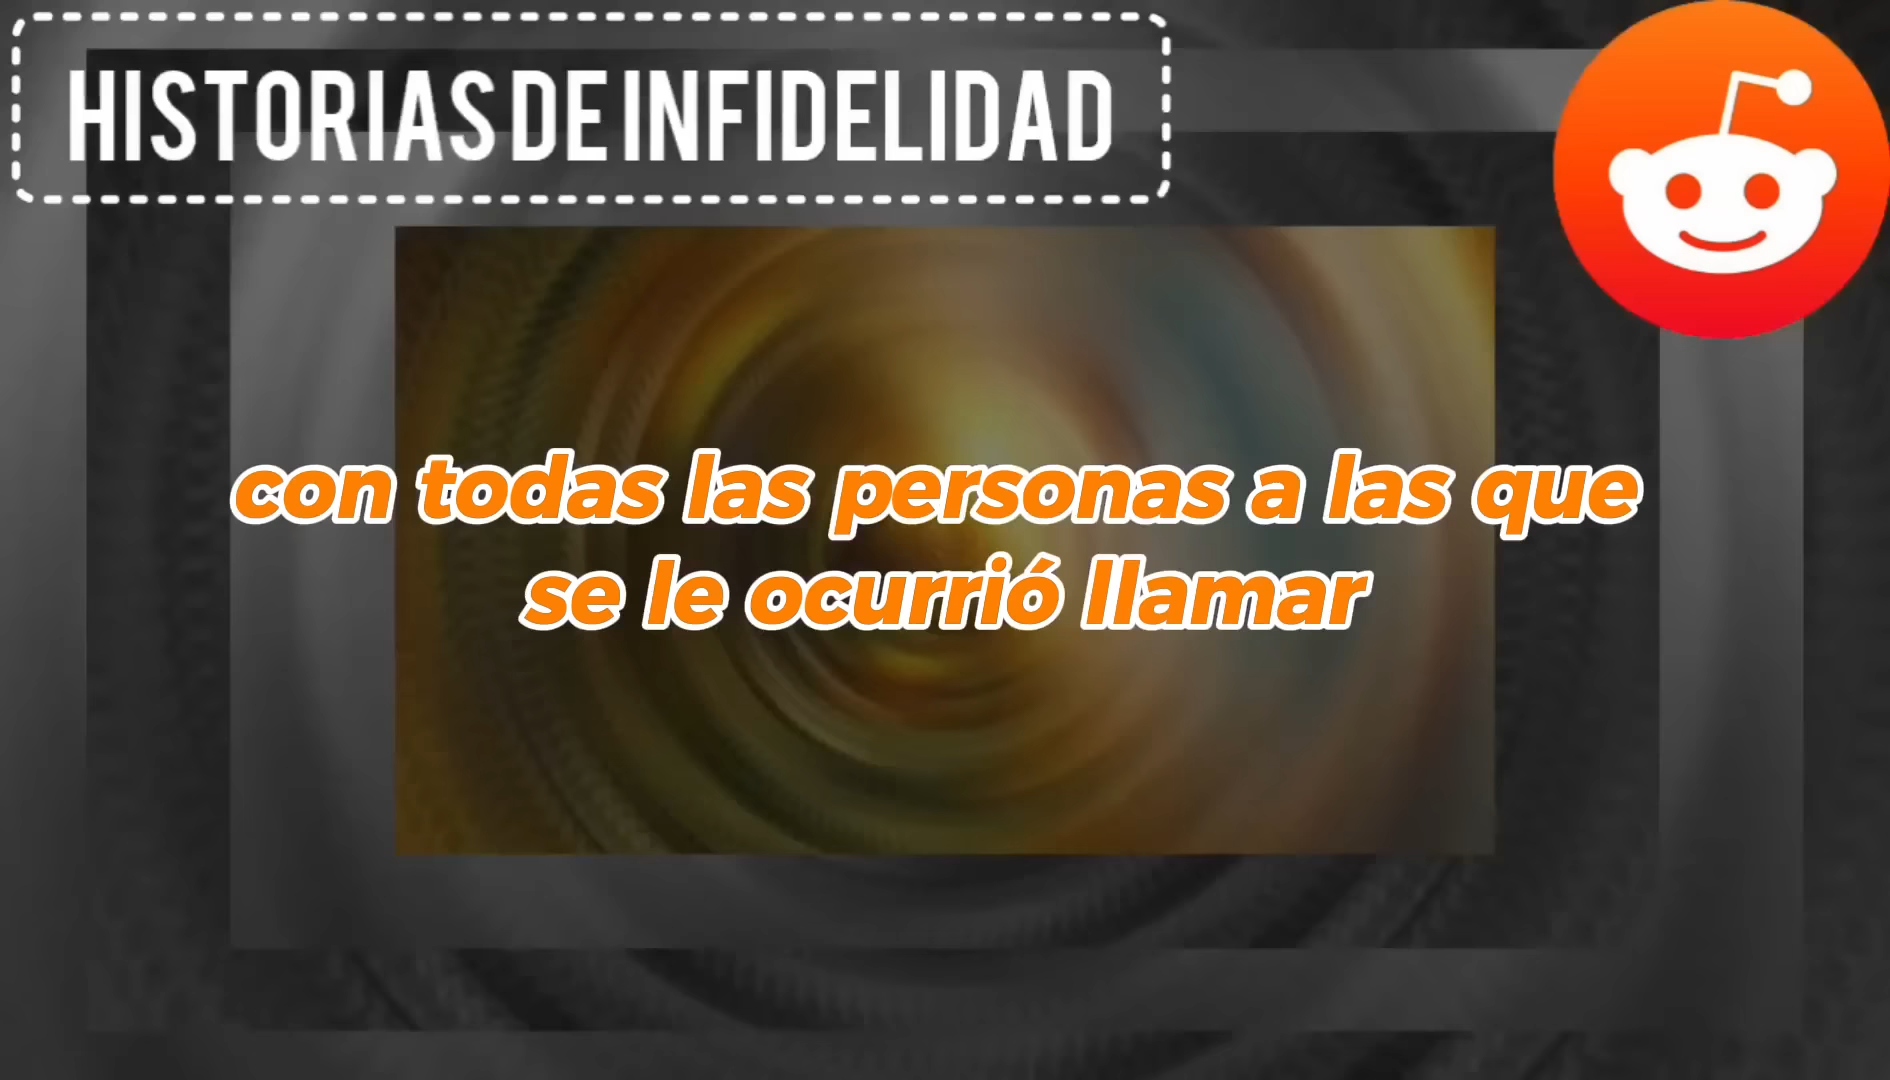 HISTORIAS DE INFIDELIDAD
con todas las personas a las que
se le ocurrió llamar